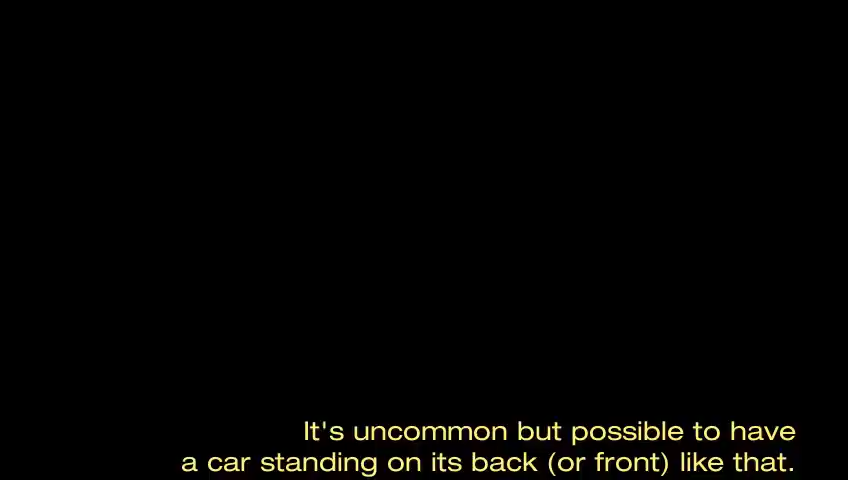 It's uncommon but possible to have
a car standing on its back (or front) like that.